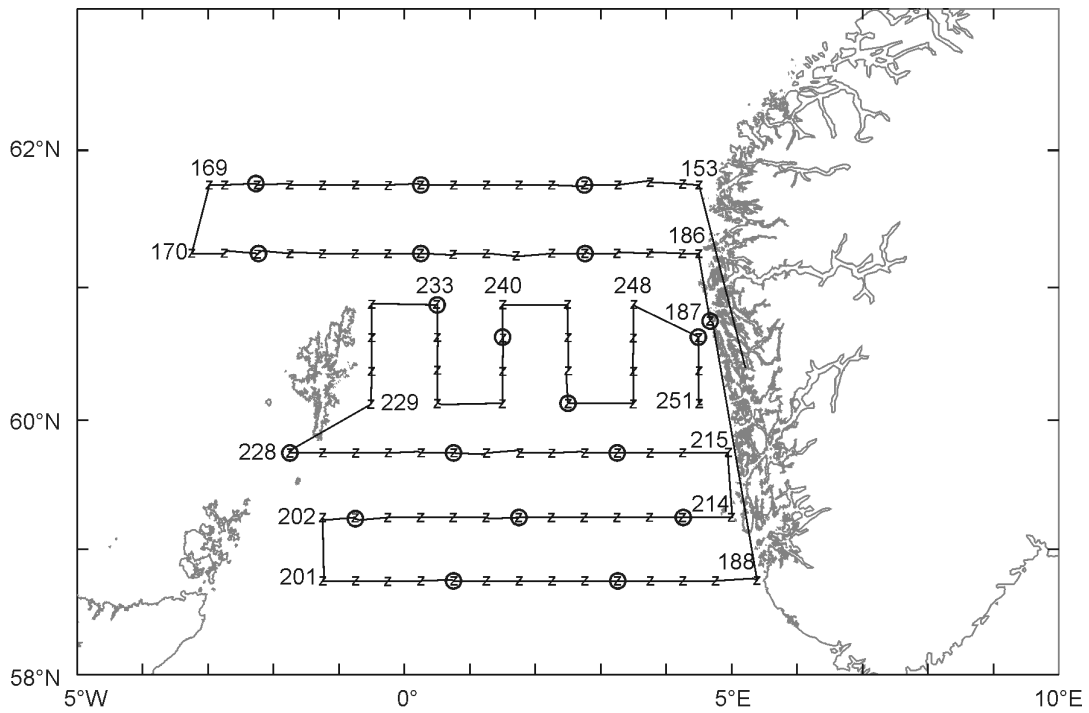 62°N
169
153
170
186
233
240
248
187
229
251
60°N
228
215
202
214
201
188
58°N
5°W
0°
5°E
10°E
z z z z z z z z z z z z z z z z z
z z z z z z z z z z z z z z z z z
z z z z z z
z z z z z z z
z z z z z z
z z z z z z
z z z z z z z z z z z z z z
z z z z z z z z z z z z z z
z z z z z z z z z z z z z z